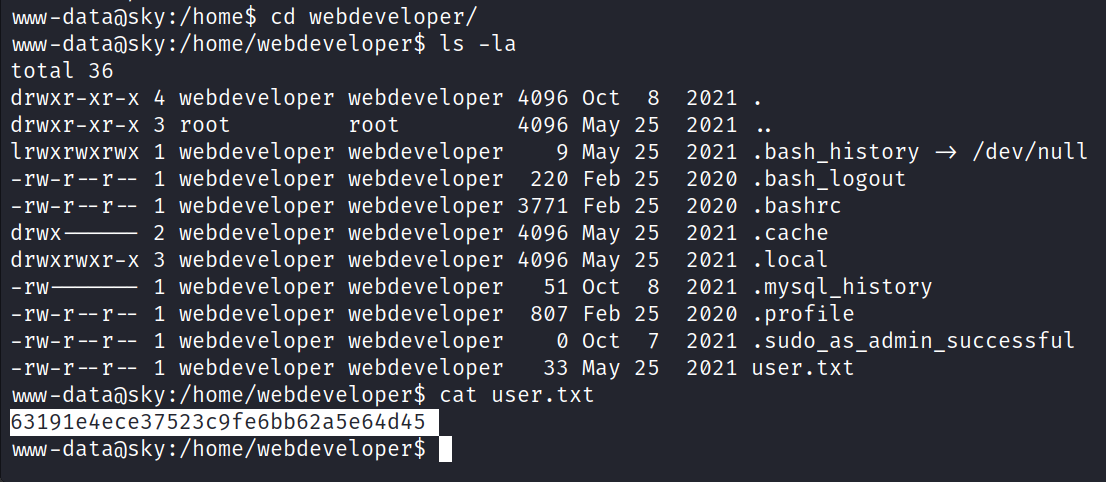 www-data@sky:/home$ cd webdeveloper/
www-data@sky:/home/webdeveloper$ ls -la
total 36
drwxr-xr-x 4 webdeveloper webdeveloper 4096 Oct  8  2021 .
drwxr-xr-x 3 root         root         4096 May 25  2021 ..
lrwxrwxrwx 1 webdeveloper webdeveloper    9 May 25  2021 .bash_history -> /dev/null
-rw-r--r-- 1 webdeveloper webdeveloper  220 Feb 25  2020 .bash_logout
-rw-r--r-- 1 webdeveloper webdeveloper 3771 Feb 25  2020 .bashrc
drwx------ 2 webdeveloper webdeveloper 4096 May 25  2021 .cache
drwxrwxr-x 3 webdeveloper webdeveloper 4096 May 25  2021 .local
-rw------- 1 webdeveloper webdeveloper   51 Oct  8  2021 .mysql_history
-rw-r--r-- 1 webdeveloper webdeveloper  807 Feb 25  2020 .profile
-rw-r--r-- 1 webdeveloper webdeveloper    0 Oct  7  2021 .sudo_as_admin_successful
-rw-r--r-- 1 webdeveloper webdeveloper   33 May 25  2021 user.txt
www-data@sky:/home/webdeveloper$ cat user.txt
63191e4ece37523c9fe6bb62a5e64d45
www-data@sky:/home/webdeveloper$